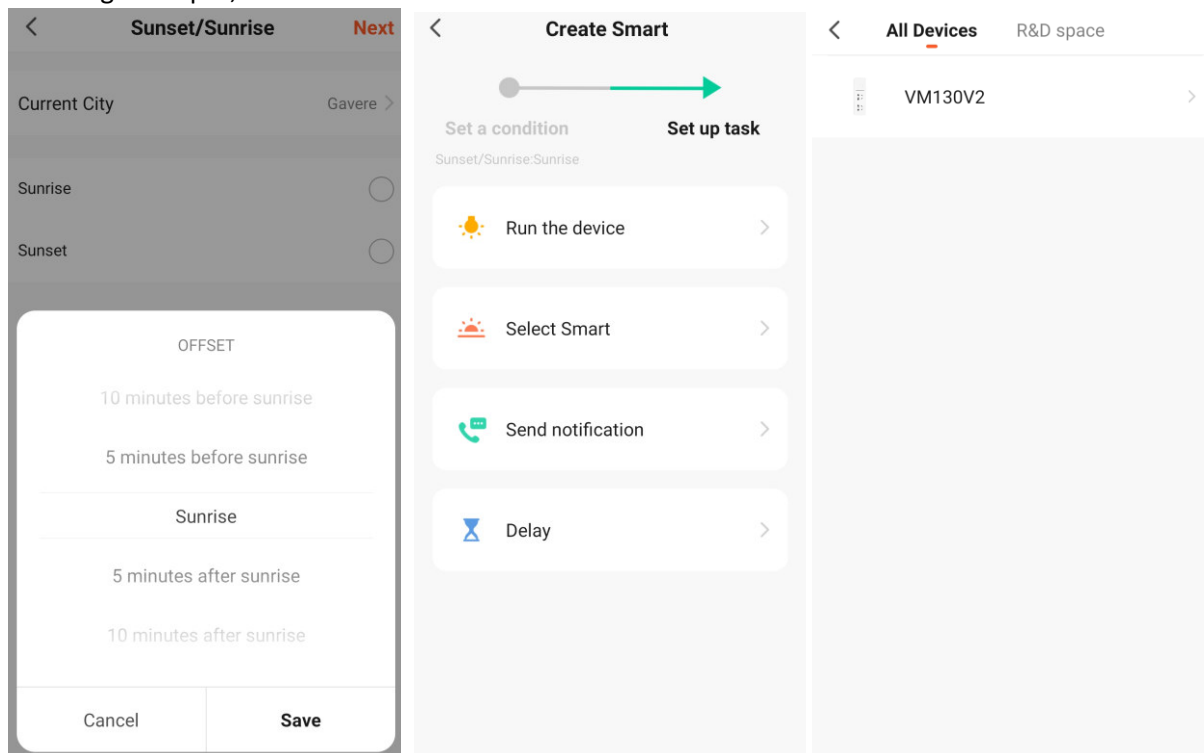 Sunset/Sunrise
Next
Current City
Gavere
Sunrise
Sunset
OFFSET
10 minutes before sunrise
5 minutes before sunrise
Sunrise
5 minutes after sunrise
10 minutes after sunrise
Cancel
Save
Create Smart
Set a condition
Set up task
Sunset/Sunrise:Sunrise
Run the device
Select Smart
Send notification
Delay
All Devices
R&D space
VM130V2